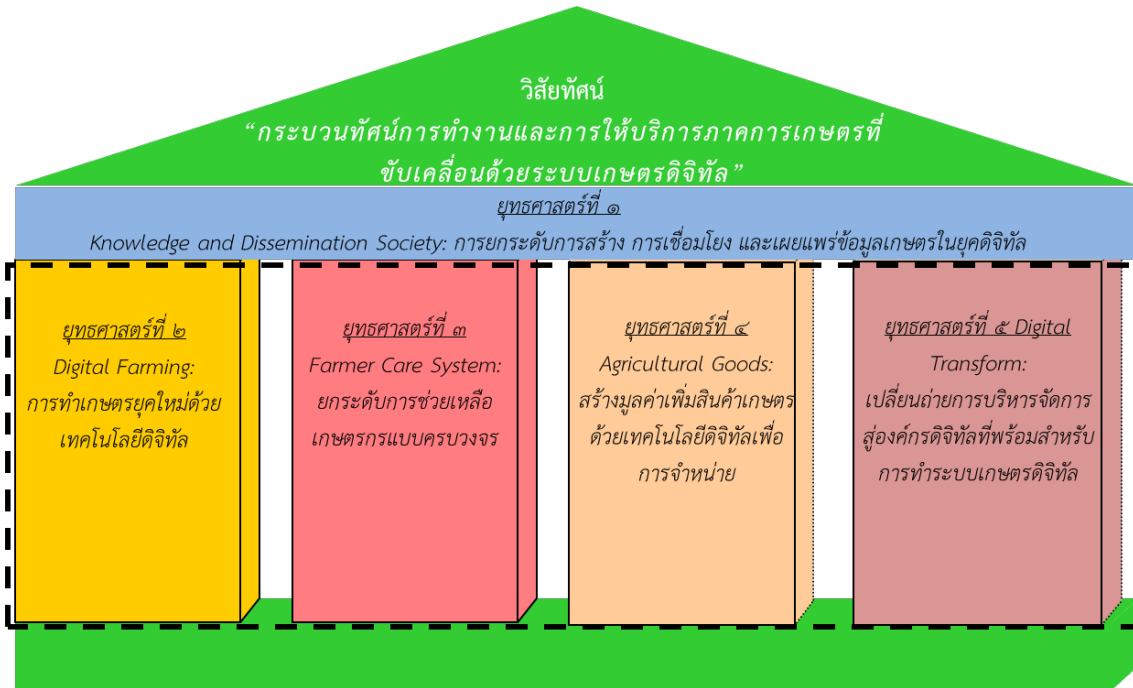 วิสัยทัศน์
“กระบวนทัศน์การทำงานและการให้บริการภาคการเกษตรที่
ขับเคลื่อนด้วยระบบเกษตรดิจิทัล”
ยุทธศาสตร์ที่ ๑
Knowledge and Dissemination Society: การยกระดับการสร้าง การเชื่อมโยง และเผยแพร่ข้อมูลเกษตรในยุคดิจิทัล
ยุทธศาสตร์ที่ ๒
Digital Farming:
การทำเกษตรยุคใหม่ด้วย
เทคโนโลยีดิจิทัล
ยุทธศาสตร์ที่ ๓
Farmer Care System:
ยกระดับการช่วยเหลือ
เกษตรกรแบบครบวงจร
ยุทธศาสตร์ที่ ๔
Agricultural Goods:
สร้างมูลค่าเพิ่มสินค้าเกษตร
ด้วยเทคโนโลยีดิจิทัลเพื่อ
การจำหน่าย
ยุทธศาสตร์ที่ ๕ Digital
Transform:
เปลี่ยนถ่ายการบริหารจัดการ
สู่องค์กรดิจิทัลที่พร้อมสำหรับ
การทำระบบเกษตรดิจิทัล